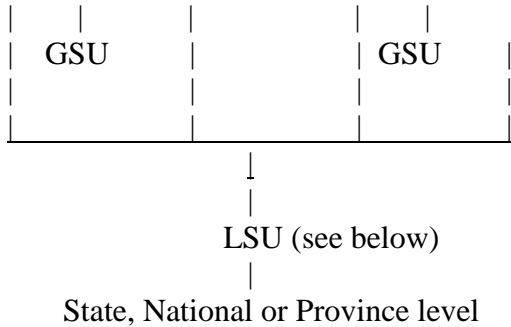 GSU GSU
LSU (see below)
State, National or Province level